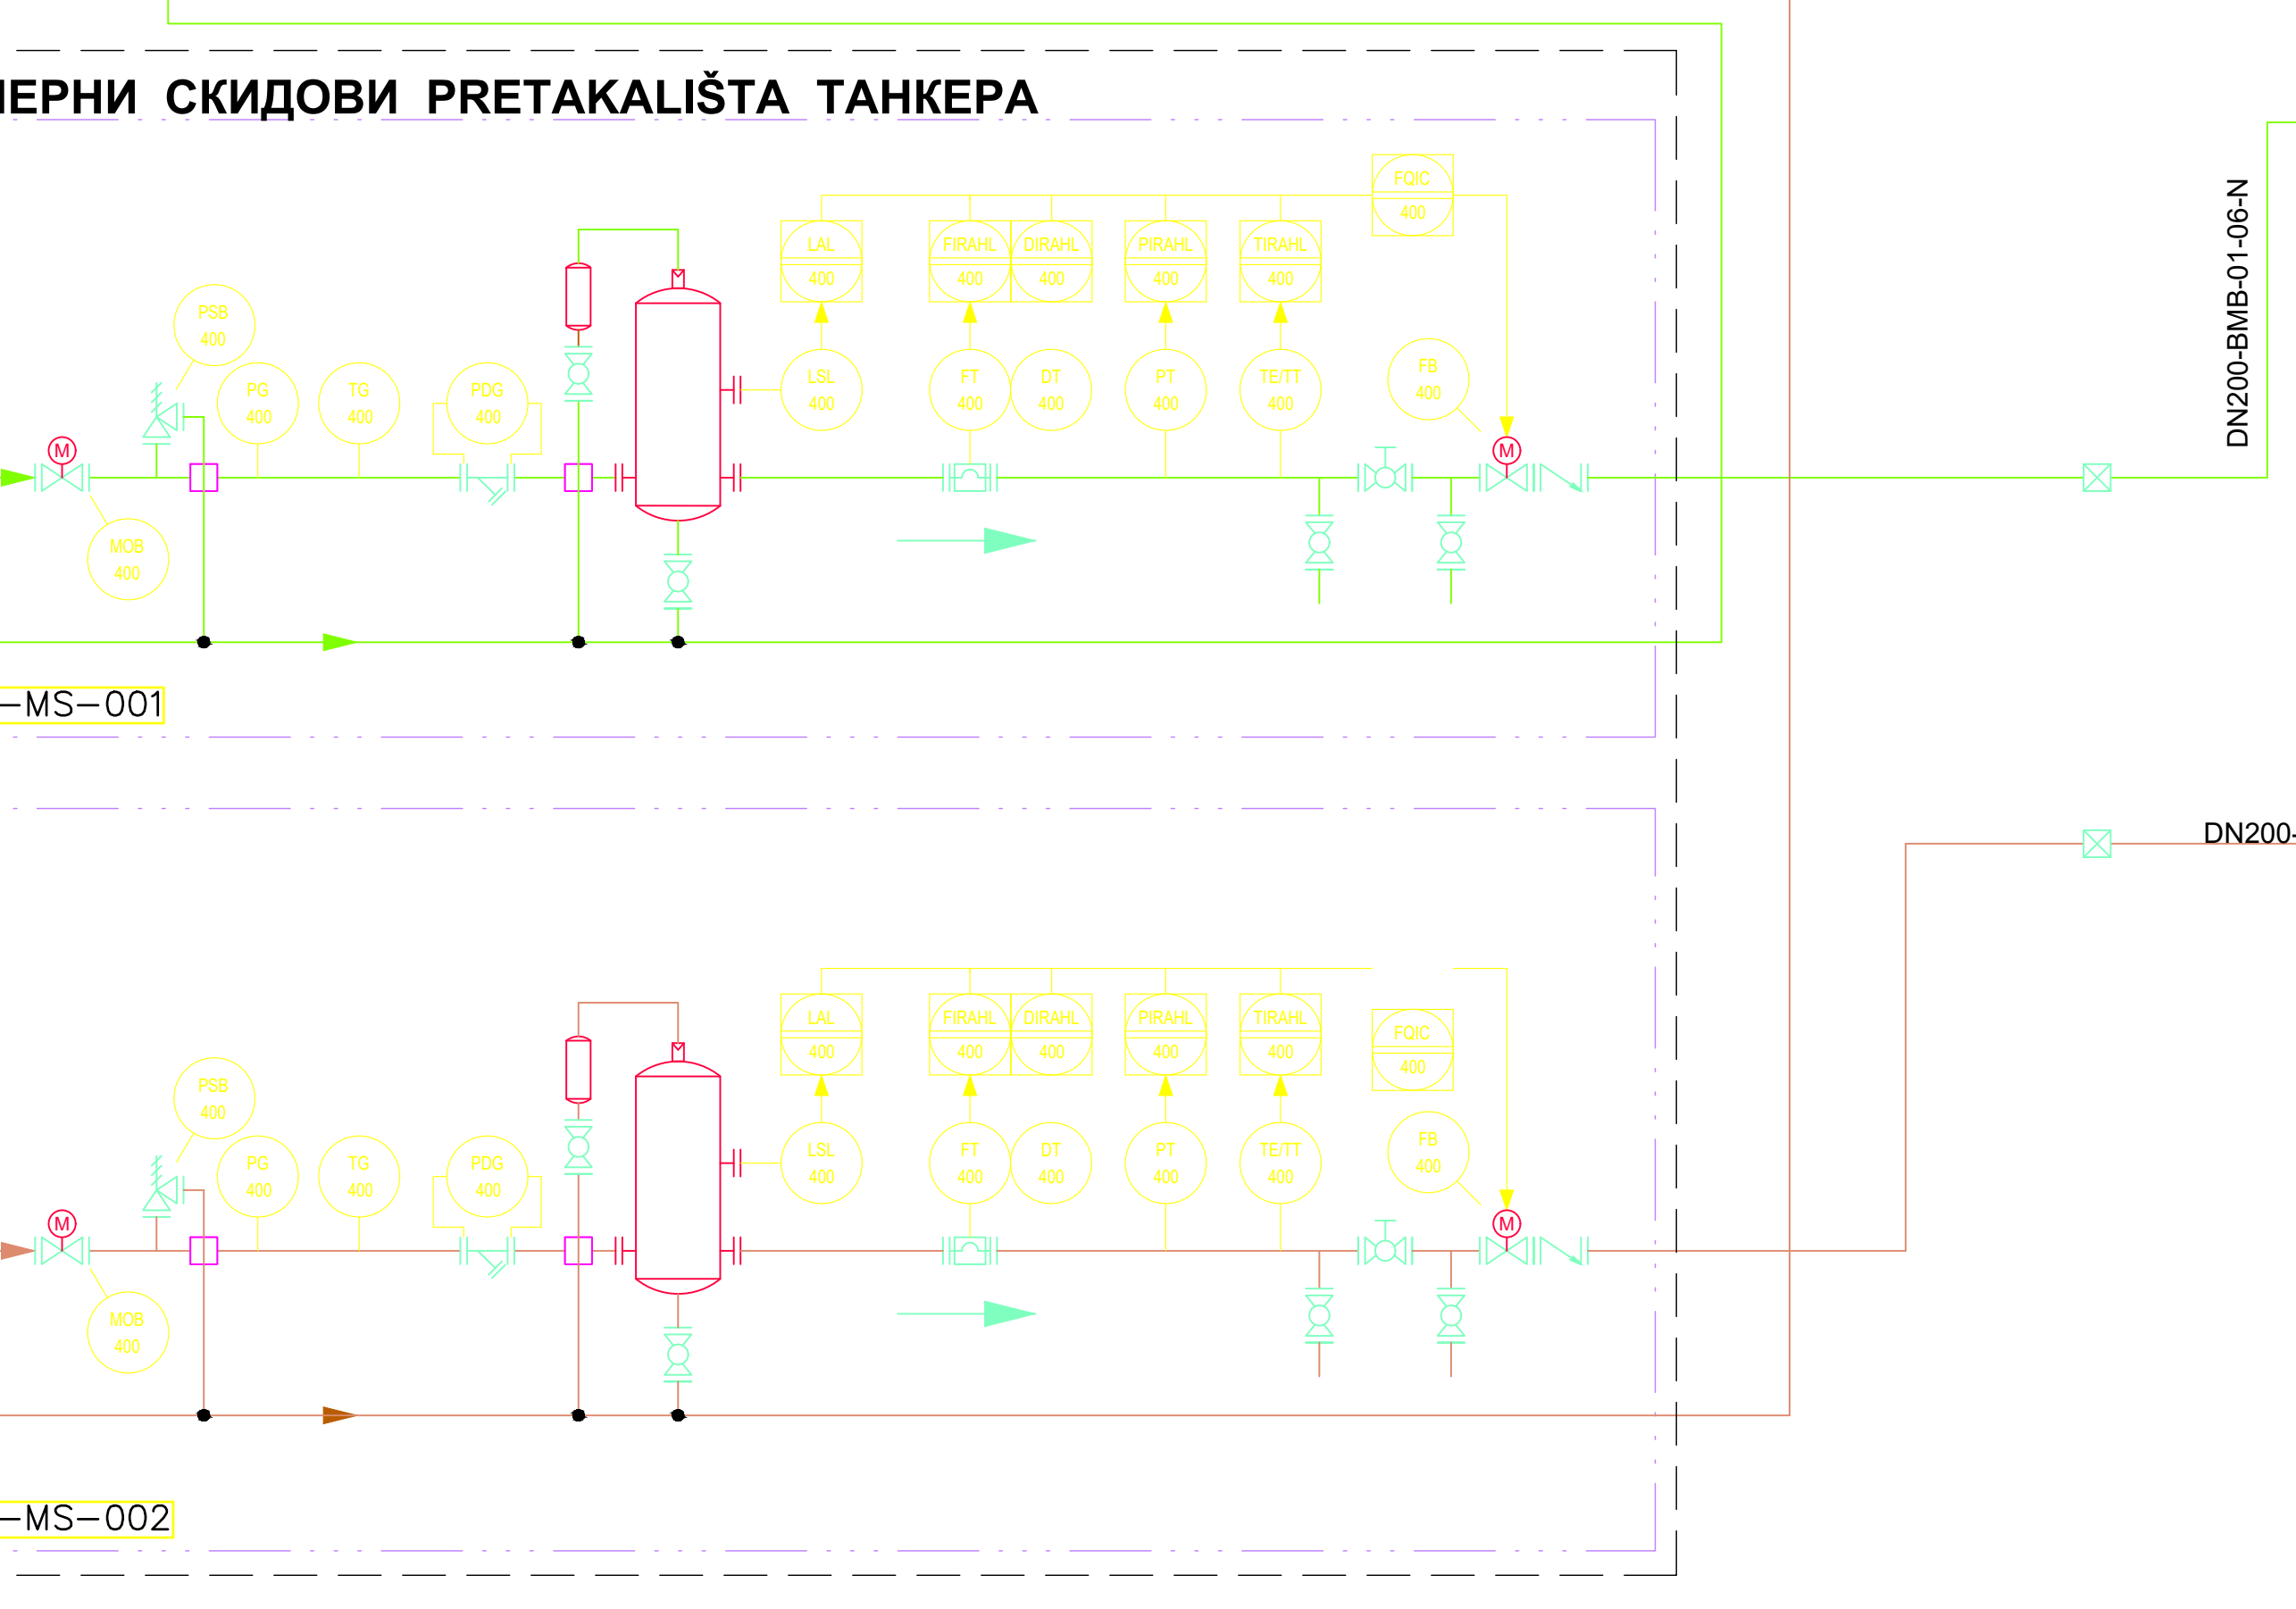 МЕРНИ СКИДОВИ PRETAKALIŠTA ТАНКЕРА
FQIC
400
LAL
400
FIRAHL
400
DIRAHL
400
PIRAHL
400
TIRAHL
400
PSB
400
PG
400
TG
400
PDG
400
LSL
400
FT
400
DT
400
PT
400
TE/TT
400
FB
400
M
M
MOB
400
DN200-BMB-01-06-N
-MS-001
DN200-
LAL
400
FIRAHL
400
DIRAHL
400
PIRAHL
400
TIRAHL
400
FQIC
400
PSB
400
PG
400
TG
400
PDG
400
LSL
400
FT
400
DT
400
PT
400
TE/TT
400
FB
400
M
M
MOB
400
-MS-002